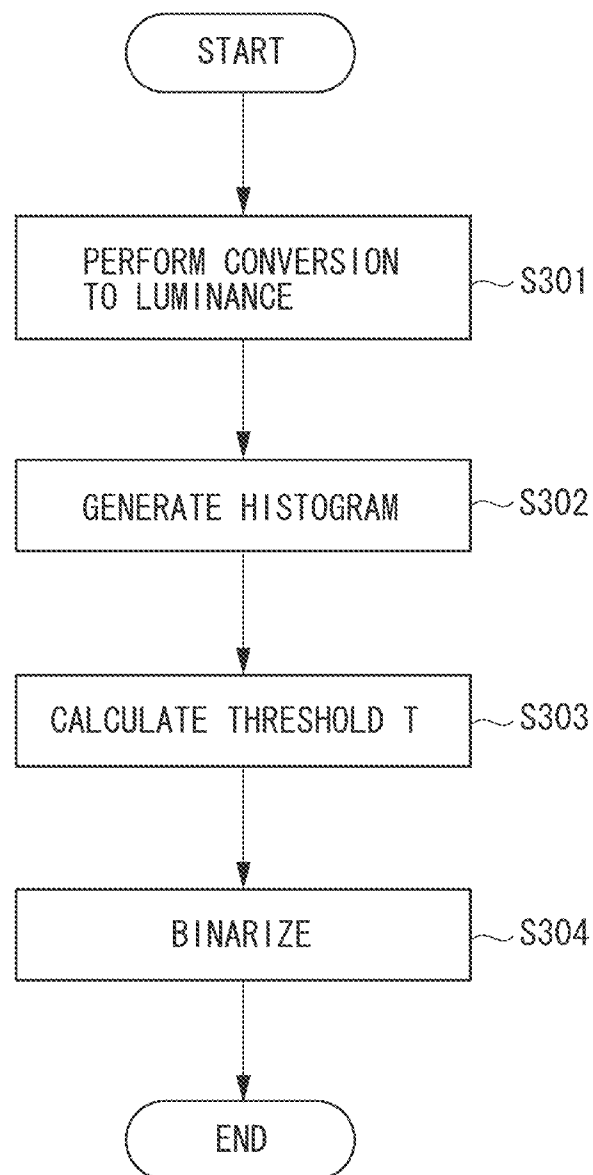 START
PERFORM CONVERSION
TO LUMINANCE
S301
GENERATE HISTOGRAM
S302
CALCULATE THRESHOLD T
S303
BINARIZE
S304
END